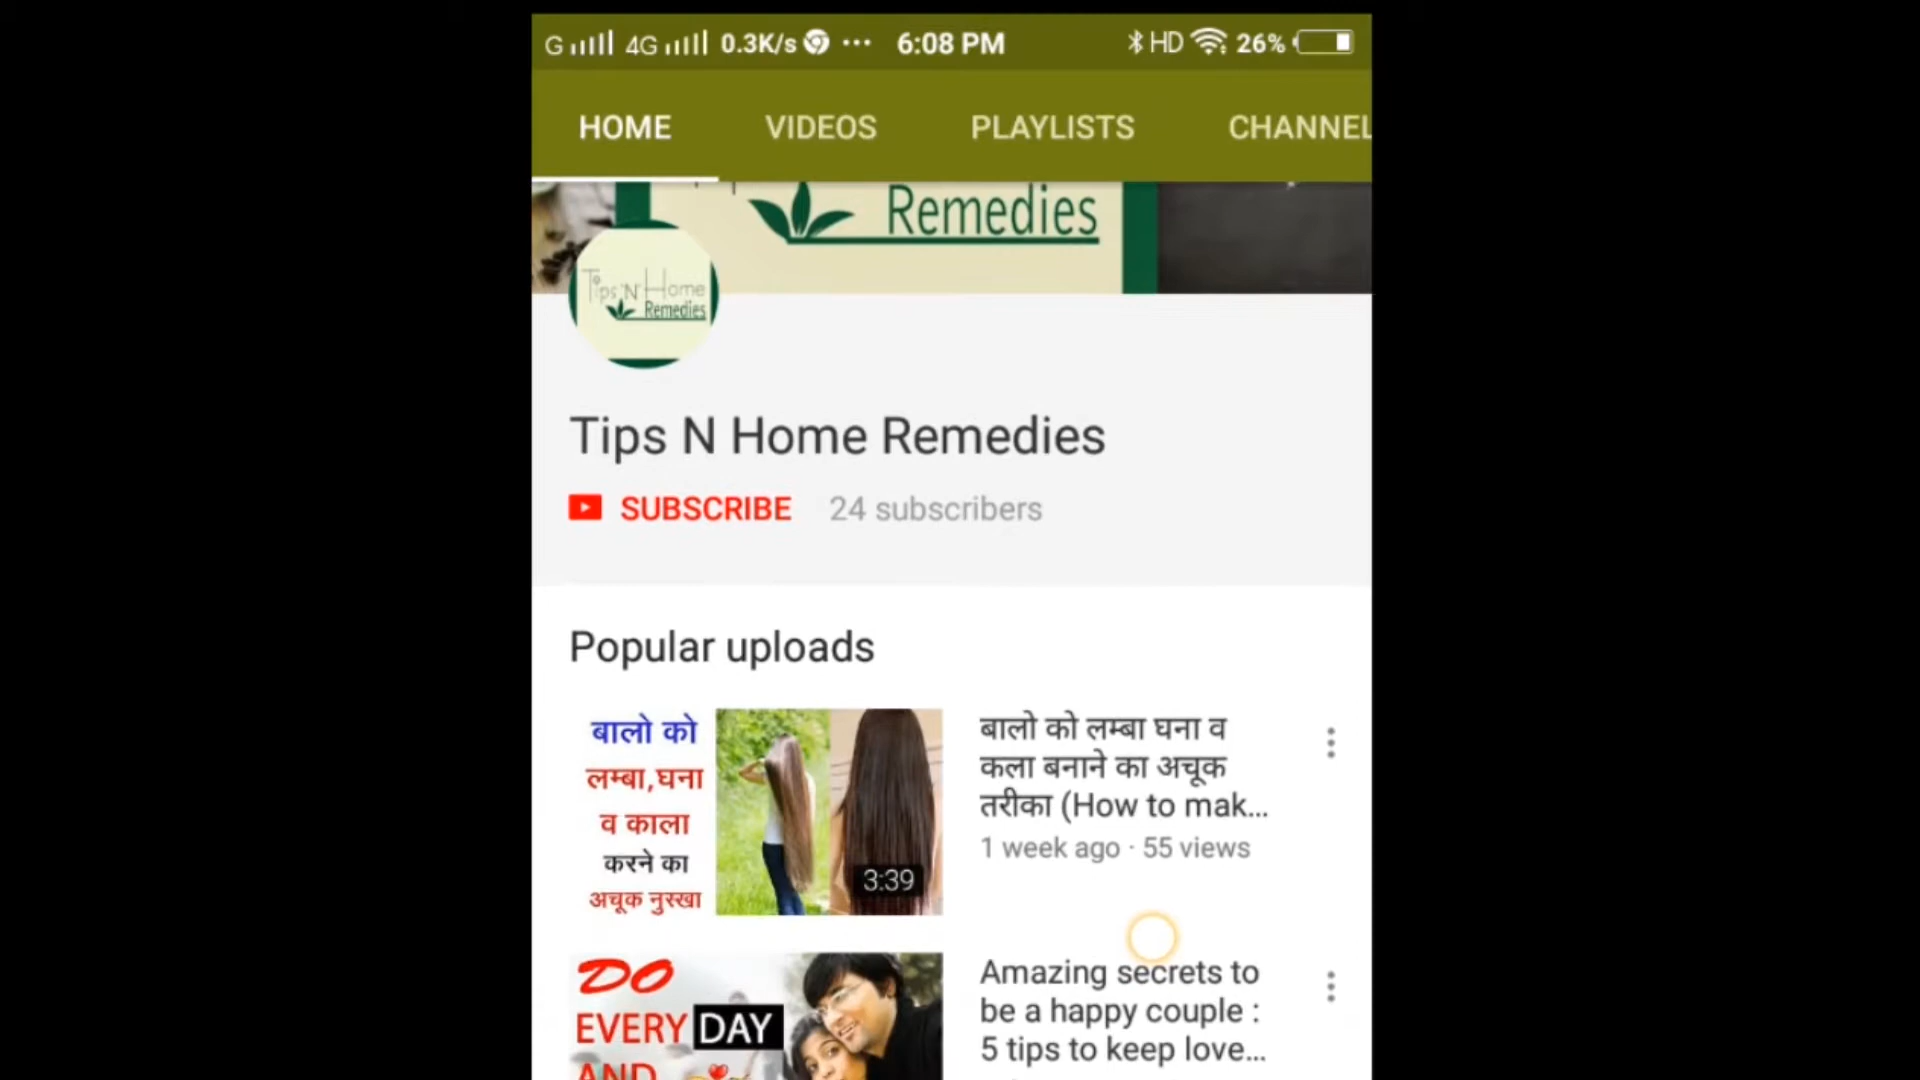 G 4G 0.3K/s ••• 6:08 PM HD 26%
HOME VIDEOS PLAYLISTS CHANNEL
Remedies
Tips 'N' Home
Remedies
Tips N Home Remedies
SUBSCRIBE 24 subscribers
Popular uploads
बालो को
लम्बा,घना
व काला
करने का
अचूक नुस्खा
3:39
बालो को लम्बा घना व
कला बनाने का अचूक
तरीका (How to mak...
1 week ago · 55 views
DO
EVERY DAY
AND
Amazing secrets to
be a happy couple :
5 tips to keep love...